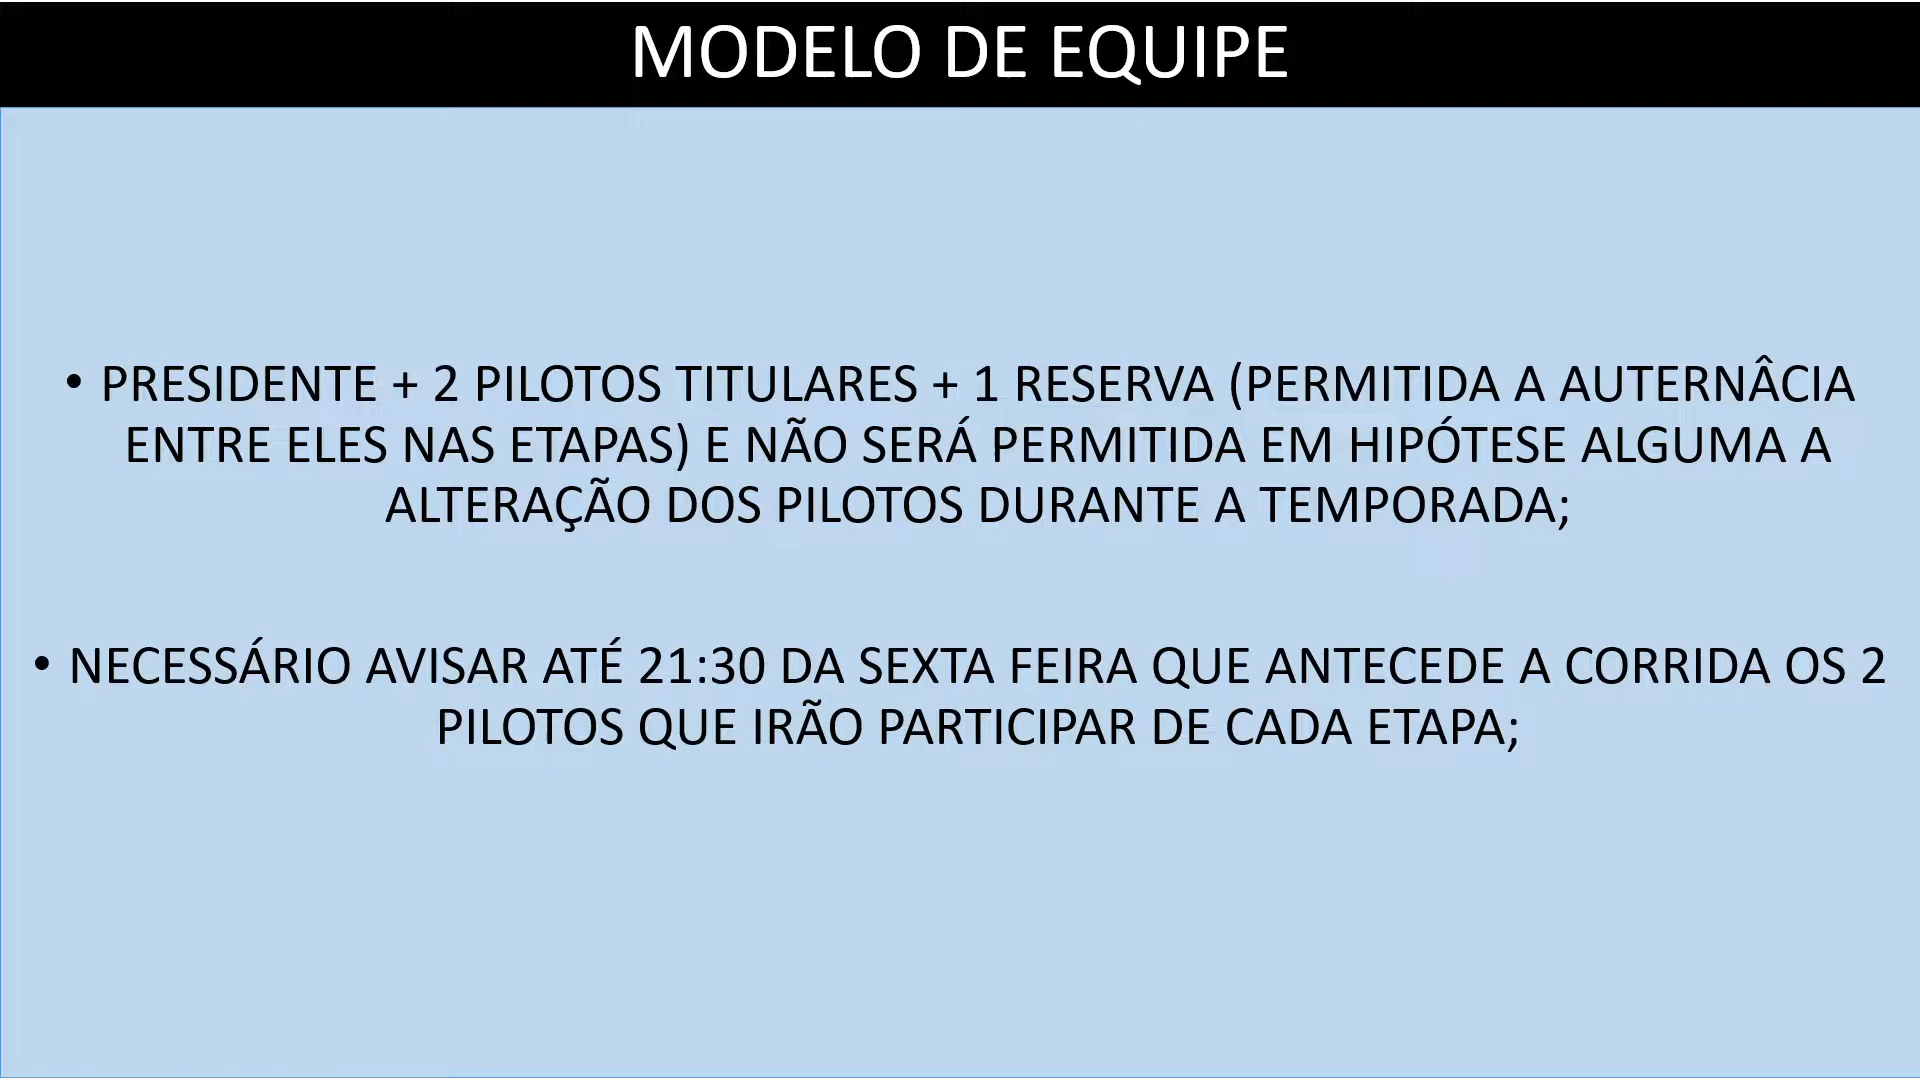 MODELO DE EQUIPE
• PRESIDENTE + 2 PILOTOS TITULARES + 1 RESERVA (PERMITIDA A AUTERNÂCIA
ENTRE ELES NAS ETAPAS) E NÃO SERÁ PERMITIDA EM HIPÓTESE ALGUMA A
ALTERAÇÃO DOS PILOTOS DURANTE A TEMPORADA;
• NECESSÁRIO AVISAR ATÉ 21:30 DA SEXTA FEIRA QUE ANTECEDE A CORRIDA OS 2
PILOTOS QUE IRÃO PARTICIPAR DE CADA ETAPA;